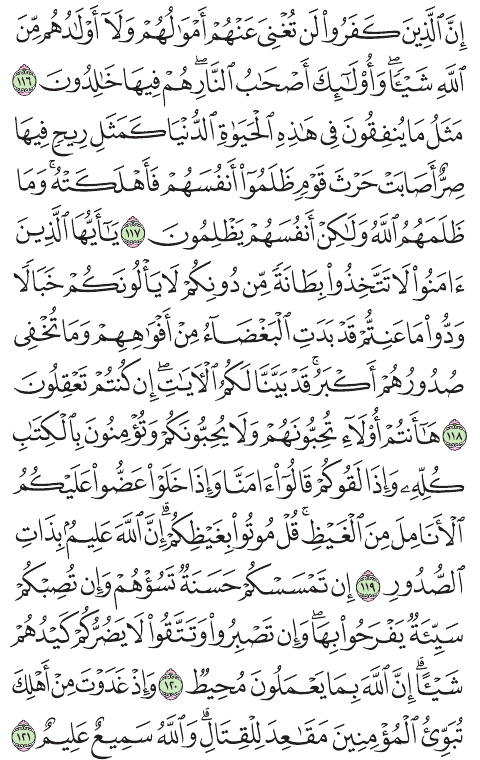 إِنَّ ٱلَّذِينَ كَفَرُوا۟ لَن تُغْنِىَ عَنْهُمْ أَمْوَٰلُهُمْ وَلَآ أَوْلَٰدُهُم مِّنَ
ٱللَّهِ شَيْـًٔا ۖ وَأُو۟لَٰٓئِكَ أَصْحَٰبُ ٱلنَّارِ ۖ هُمْ فِيهَا خَٰلِدُونَ ١١٦
مَثَلُ مَا يُنفِقُونَ فِى هَٰذِهِ ٱلْحَيَوٰةِ ٱلدُّنْيَا كَمَثَلِ رِيحٍ فِيهَا
صِرٌّ أَصَابَتْ حَرْثَ قَوْمٍ ظَلَمُوٓا۟ أَنفُسَهُمْ فَأَهْلَكَتْهُ ۚ وَمَا
ظَلَمَهُمُ ٱللَّهُ وَلَٰكِنْ أَنفُسَهُمْ يَظْلِمُونَ ١١٧ يَٰٓأَيُّهَا ٱلَّذِينَ
ءَامَنُوا۟ لَا تَتَّخِذُوا۟ بِطَانَةً مِّن دُونِكُمْ لَا يَأْلُونَكُمْ خَبَالًا
وَدُّوا۟ مَا عَنِتُّمْ قَدْ بَدَتِ ٱلْبَغْضَآءُ مِنْ أَفْوَٰهِهِمْ وَمَا تُخْفِى
صُدُورُهُمْ أَكْبَرُ ۚ قَدْ بَيَّنَّا لَكُمُ ٱلْءَايَٰتِ ۖ إِن كُنتُمْ تَعْقِلُونَ
١١٨ هَٰٓأَنتُمْ أُو۟لَآءِ تُحِبُّونَهُمْ وَلَا يُحِبُّونَكُمْ وَتُؤْمِنُونَ بِٱلْكِتَٰبِ
كُلِّهِۦ وَإِذَا لَقُوكُمْ قَالُوٓا۟ ءَامَنَّا وَإِذَا خَلَوْا۟ عَضُّوا۟ عَلَيْكُمُ
ٱلْأَنَامِلَ مِنَ ٱلْغَيْظِ ۚ قُلْ مُوتُوا۟ بِغَيْظِكُمْ ۗ إِنَّ ٱللَّهَ عَلِيمٌۢ بِذَاتِ
ٱلصُّدُورِ ١١٩ إِن تَمْسَسْكُمْ حَسَنَةٌ تَسُؤْهُمْ وَإِن تُصِبْكُمْ
سَيِّئَةٌ يَفْرَحُوا۟ بِهَا ۖ وَإِن تَصْبِرُوا۟ وَتَتَّقُوا۟ لَا يَضُرُّكُمْ كَيْدُهُمْ
شَيْـًٔا ۗ إِنَّ ٱللَّهَ بِمَا يَعْمَلُونَ مُحِيطٌ ١٢٠ وَإِذْ غَدَوْتَ مِنْ أَهْلِكَ
تُبَوِّئُ ٱلْمُؤْمِنِينَ مَقَٰعِدَ لِلْقِتَالِ ۗ وَٱللَّهُ سَمِيعٌ عَلِيمٌ ١٢١